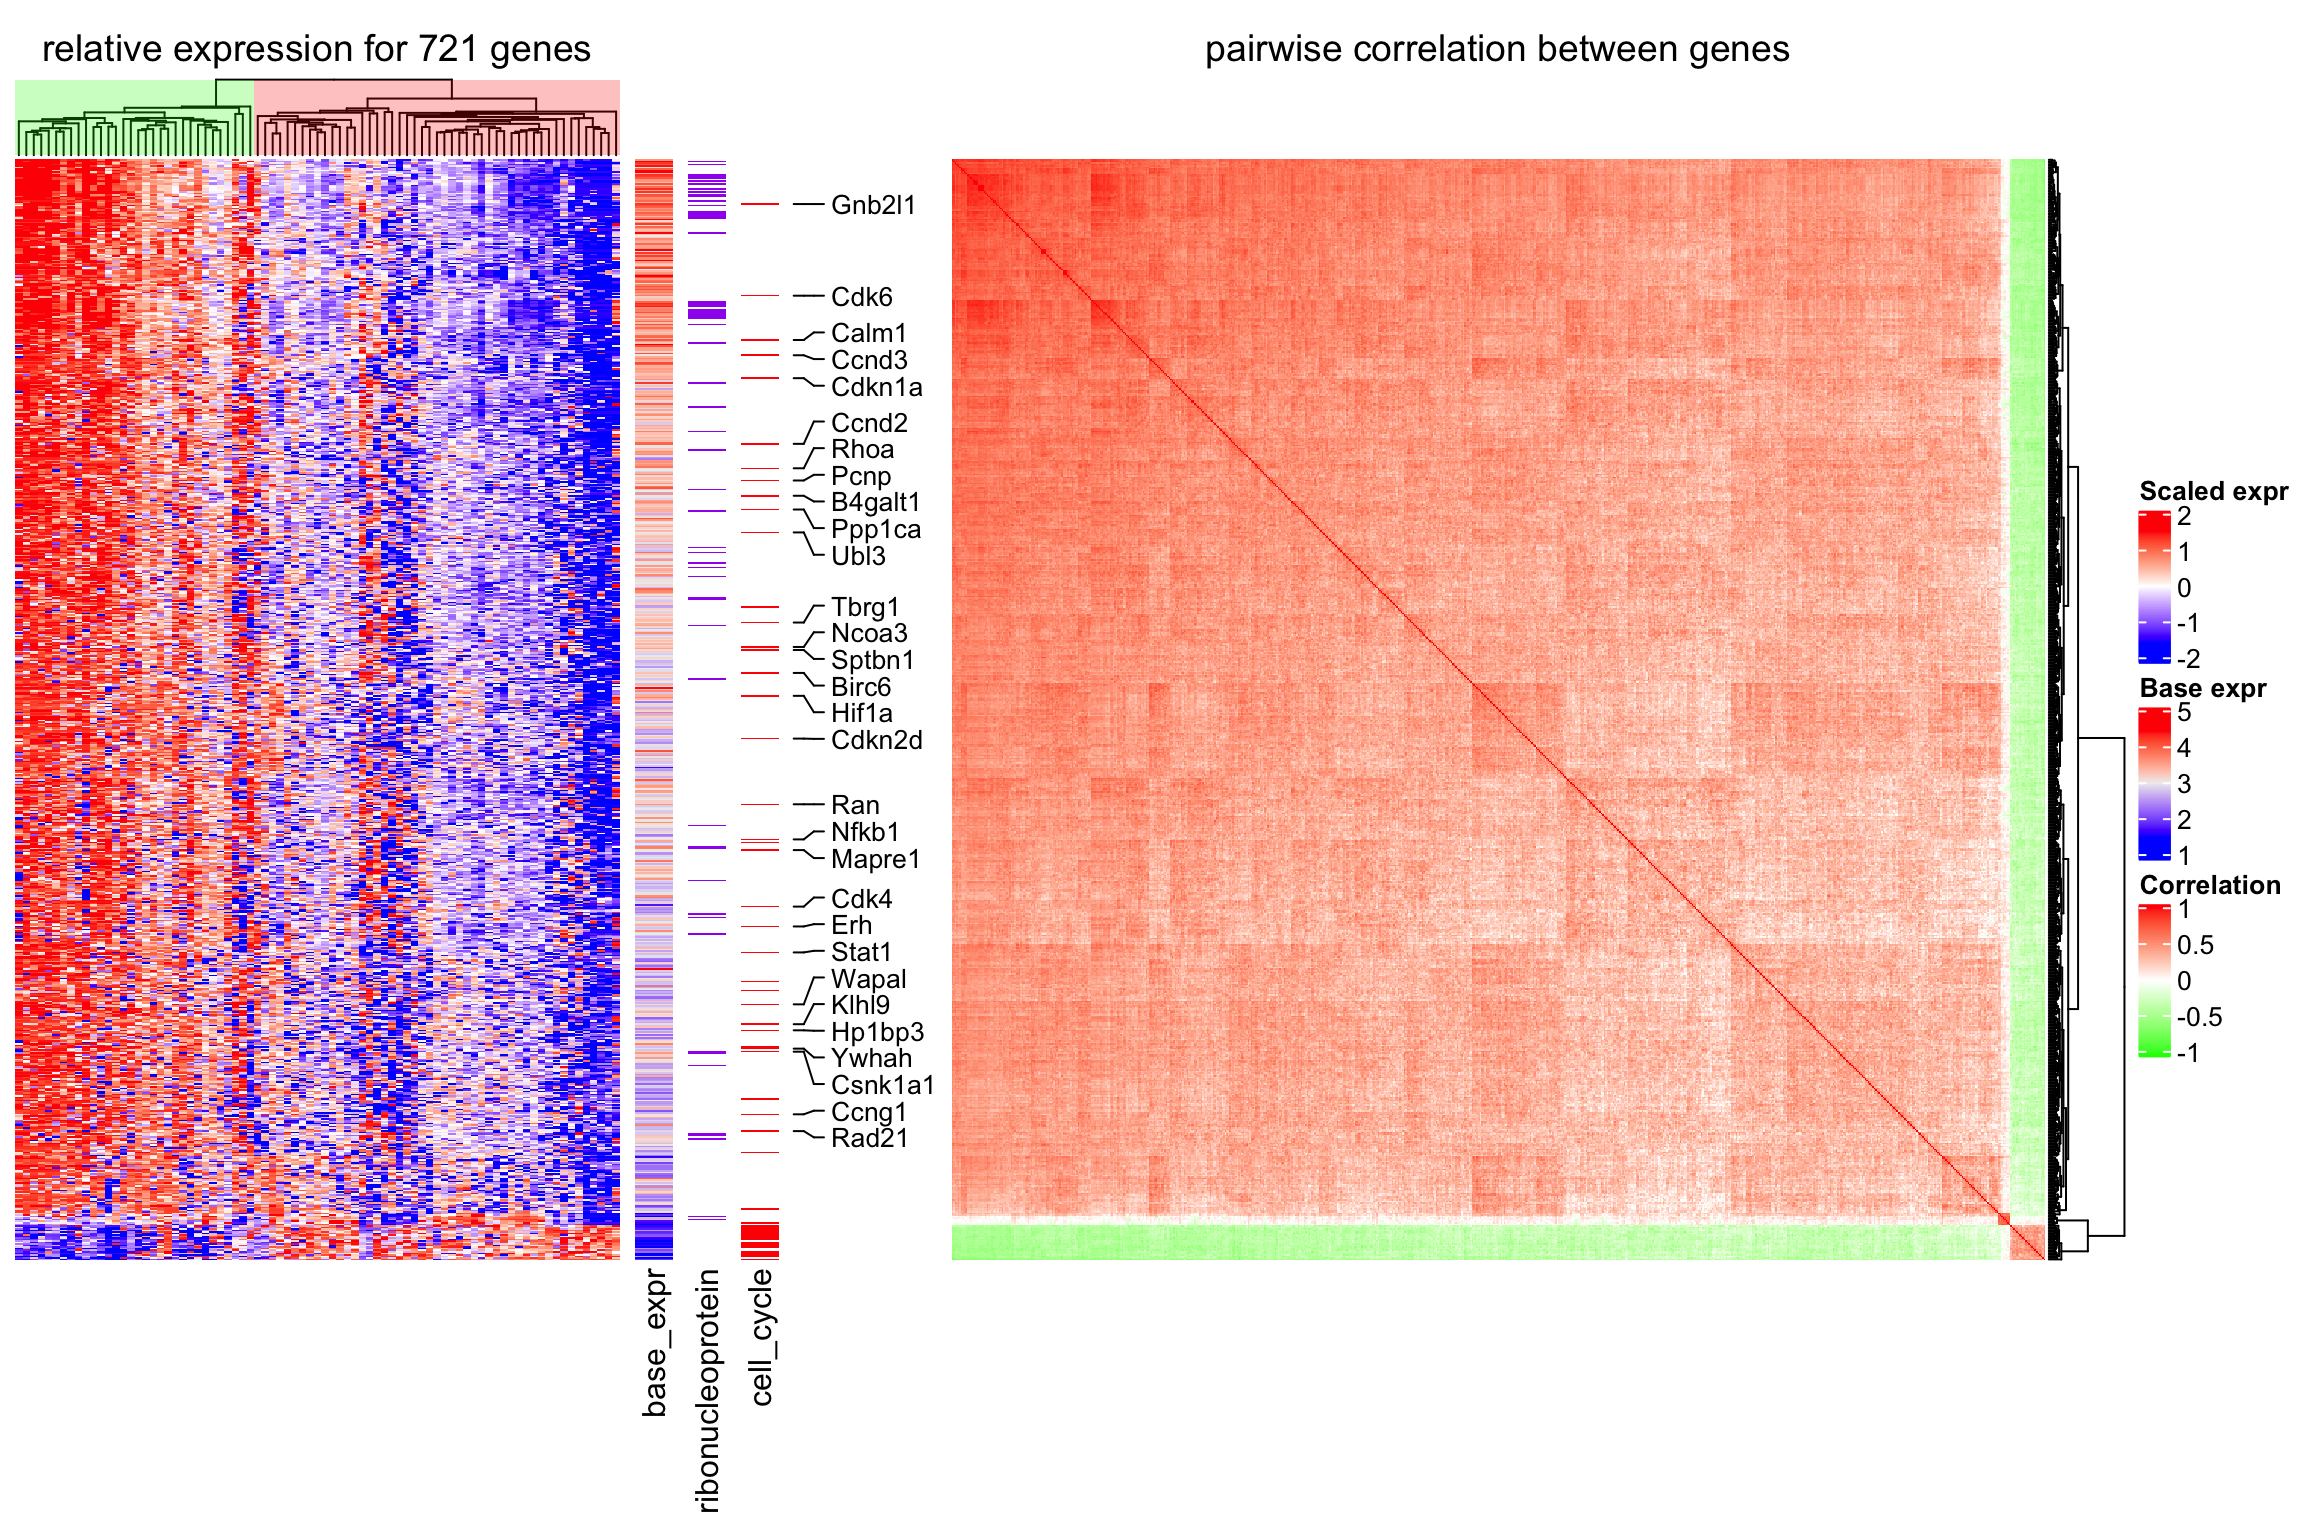 relative expression for 721 genes
pairwise correlation between genes
Gnb2l1
Cdk6
Calm1
Ccnd3
Cdkn1a
Ccnd2
Rhoa
Pcnp
B4galt1
Ppp1ca
Ubl3
Tbrg1
Ncoa3
Sptbn1
Birc6
Hif1a
Cdkn2d
Ran
Nfkb1
Mapre1
Cdk4
Erh
Stat1
Wapal
Klhl9
Hp1bp3
Ywhah
Csnk1a1
Ccng1
Rad21
base_expr
ribonucleoprotein
cell_cycle
Scaled expr
2
1
0
-1
-2
Base expr
5
4
3
2
1
Correlation
1
0.5
0
-0.5
-1